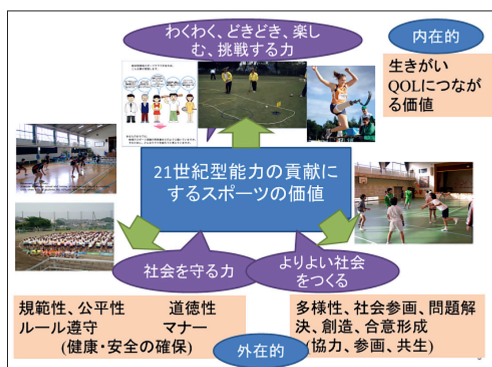 わくわく、どきどき、楽し
む、挑戦する力
内在的
生きがい
QOLにつなが
る価値
21世紀型能力の貢献に
するスポーツの価値
社会を守る力
よりよい社会
をつくる
規範性、公平性　　道徳性
ルール遵守　　マナー
(健康・安全の確保)
外在的
多様性、社会参画、問題解
決、創造、合意形成
(協力、参画、共生)